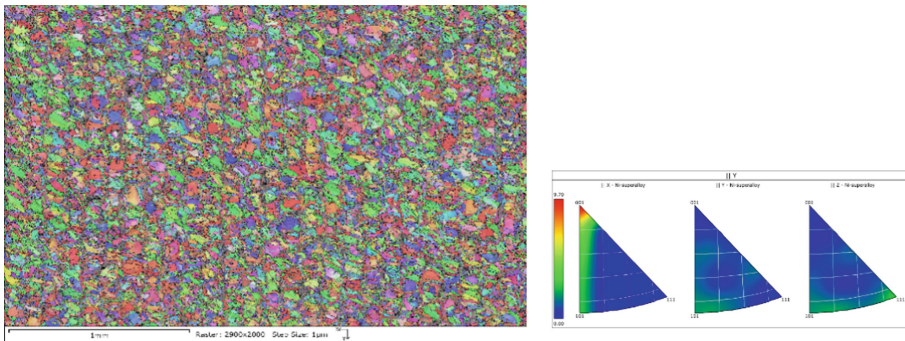 1mm Raster: 2900x2000 Step Size: 1µm
|| Y
|| X - Ni-superalloy || Y - Ni-superalloy || Z - Ni-superalloy
0.70
001 001 001
111 111 111
0.00
101 101 101